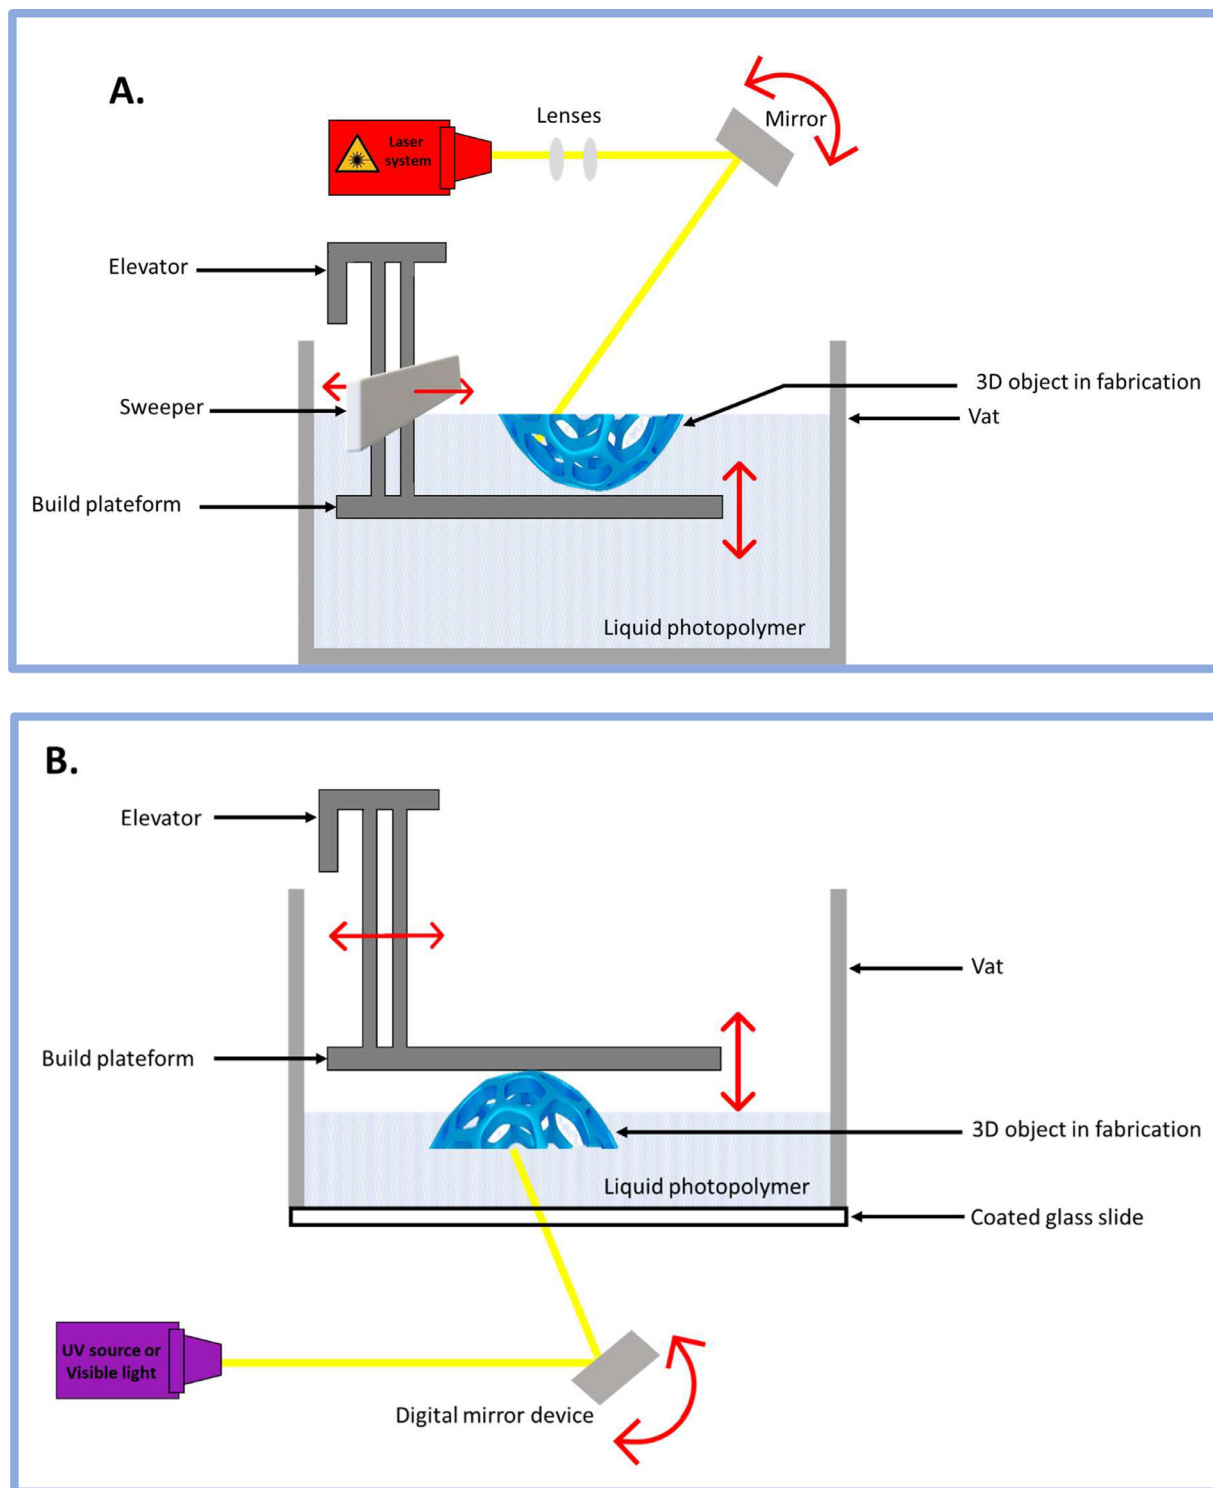 A.
Lenses
Mirror
Laser
system
Elevator
3D object in fabrication
Sweeper
Vat
Build plateform
Liquid photopolymer
B.
Elevator
Vat
Build plateform
3D object in fabrication
Liquid photopolymer
Coated glass slide
UV source or
Visible light
Digital mirror device